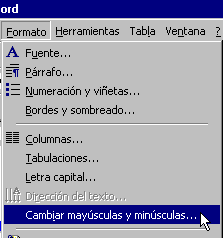 ord
Formato Herramientas Tabla Ventana ?
Fuente...
Párrafo...
Numeración y viñetas...
Bordes y sombreado...
Columnas...
Tabulaciones...
Letra capital...
Dirección del texto...
Cambiar mayúsculas y minúsculas...